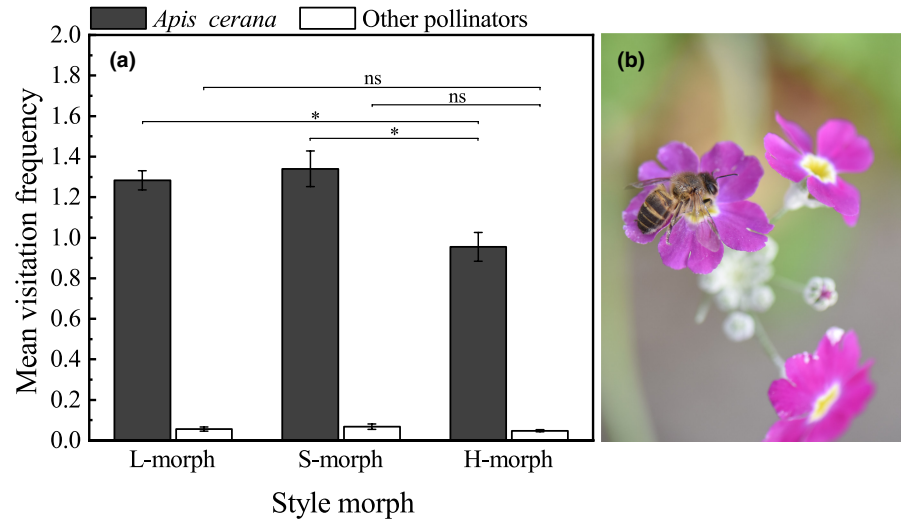 Apis cerana Other pollinators
(a)
(b)
2.0
1.8
1.6
1.4
1.2
1.0
0.8
0.6
0.4
0.2
0.0
ns
ns
*
*
Mean visitation frequency
L-morph S-morph H-morph
Style morph